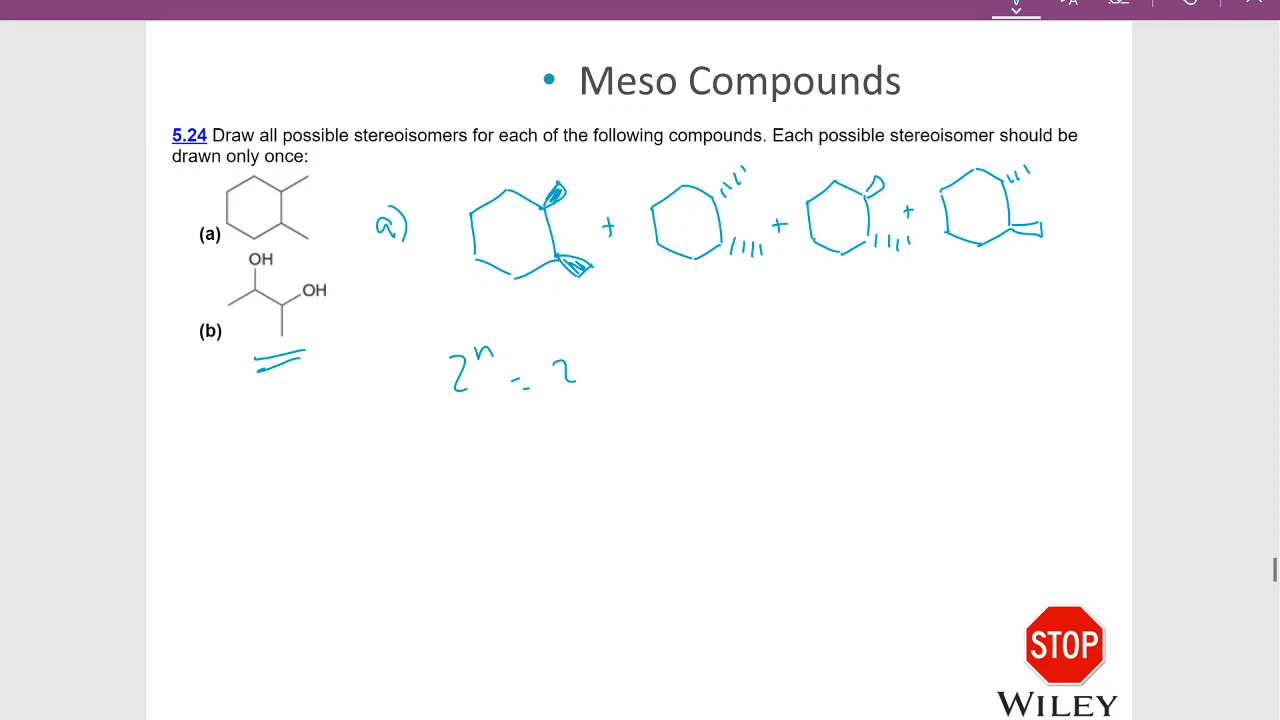 • Meso Compounds
5.24 Draw all possible stereoisomers for each of the following compounds. Each possible stereoisomer should be
drawn only once:
(a)
a) + + +
OH
OH
(b)
2ⁿ = 2
STOP
WILEY